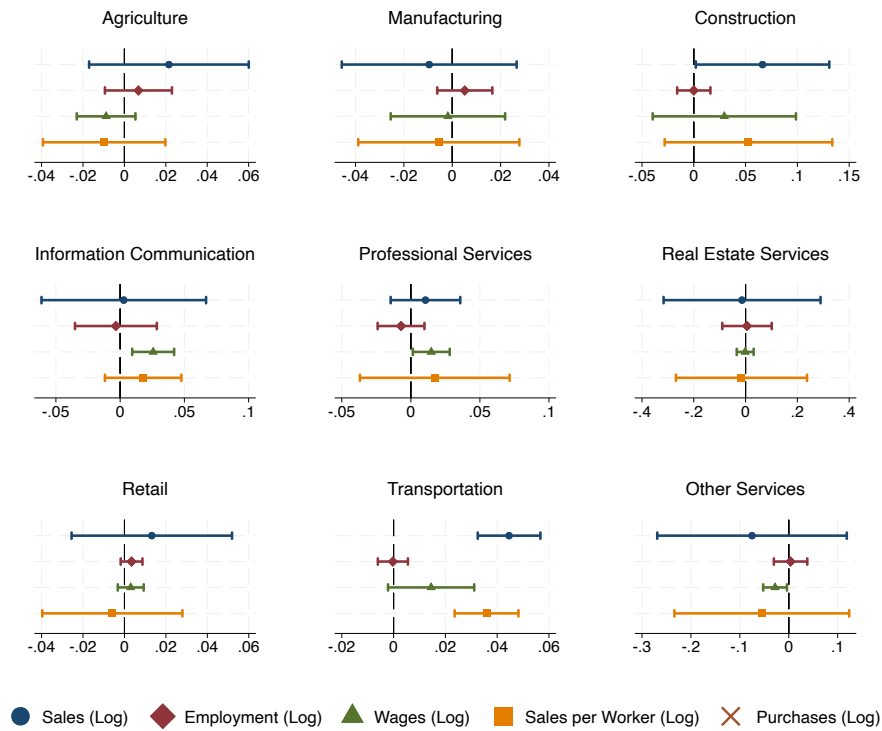 Agriculture Manufacturing Construction
-.04 -.02 0 .02 .04 .06 -.04 -.02 0 .02 .04 -.05 0 .05 .1 .15
Information Communication Professional Services Real Estate Services
-.05 0 .05 .1 -.05 0 .05 .1 -.4 -.2 0 .2 .4
Retail Transportation Other Services
-.04 -.02 0 .02 .04 .06 -.02 0 .02 .04 .06 -.3 -.2 -.1 0 .1
Sales (Log) Employment (Log) Wages (Log) Sales per Worker (Log) Purchases (Log)